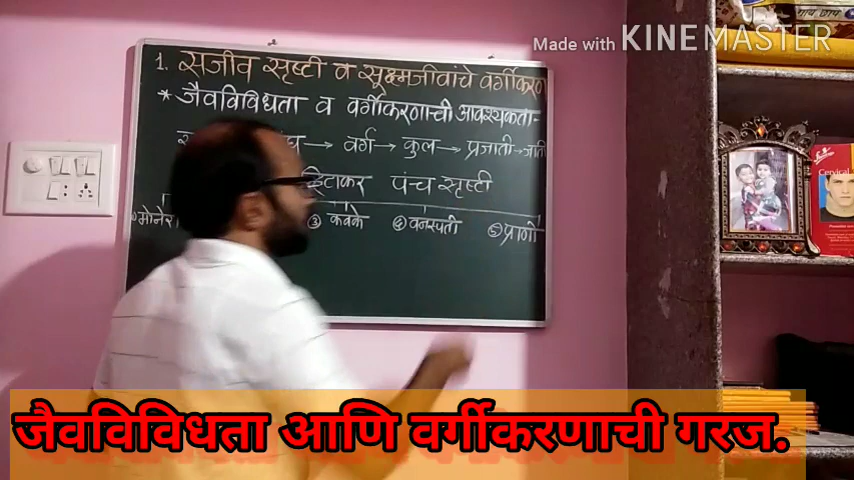 Made with KINEMASTER
1. सजीव सृष्टी व सूक्ष्मजीवांचे वर्गीकरण
* जैवविविधता व वर्गीकरणाची आवश्यकता-
→ वर्ग → कुल → प्रजाती → जाती
पंच सृष्टी
③ कवके ④ वनस्पती ⑤ प्राणी
जैवविविधता आणि वर्गीकरणाची गरज.